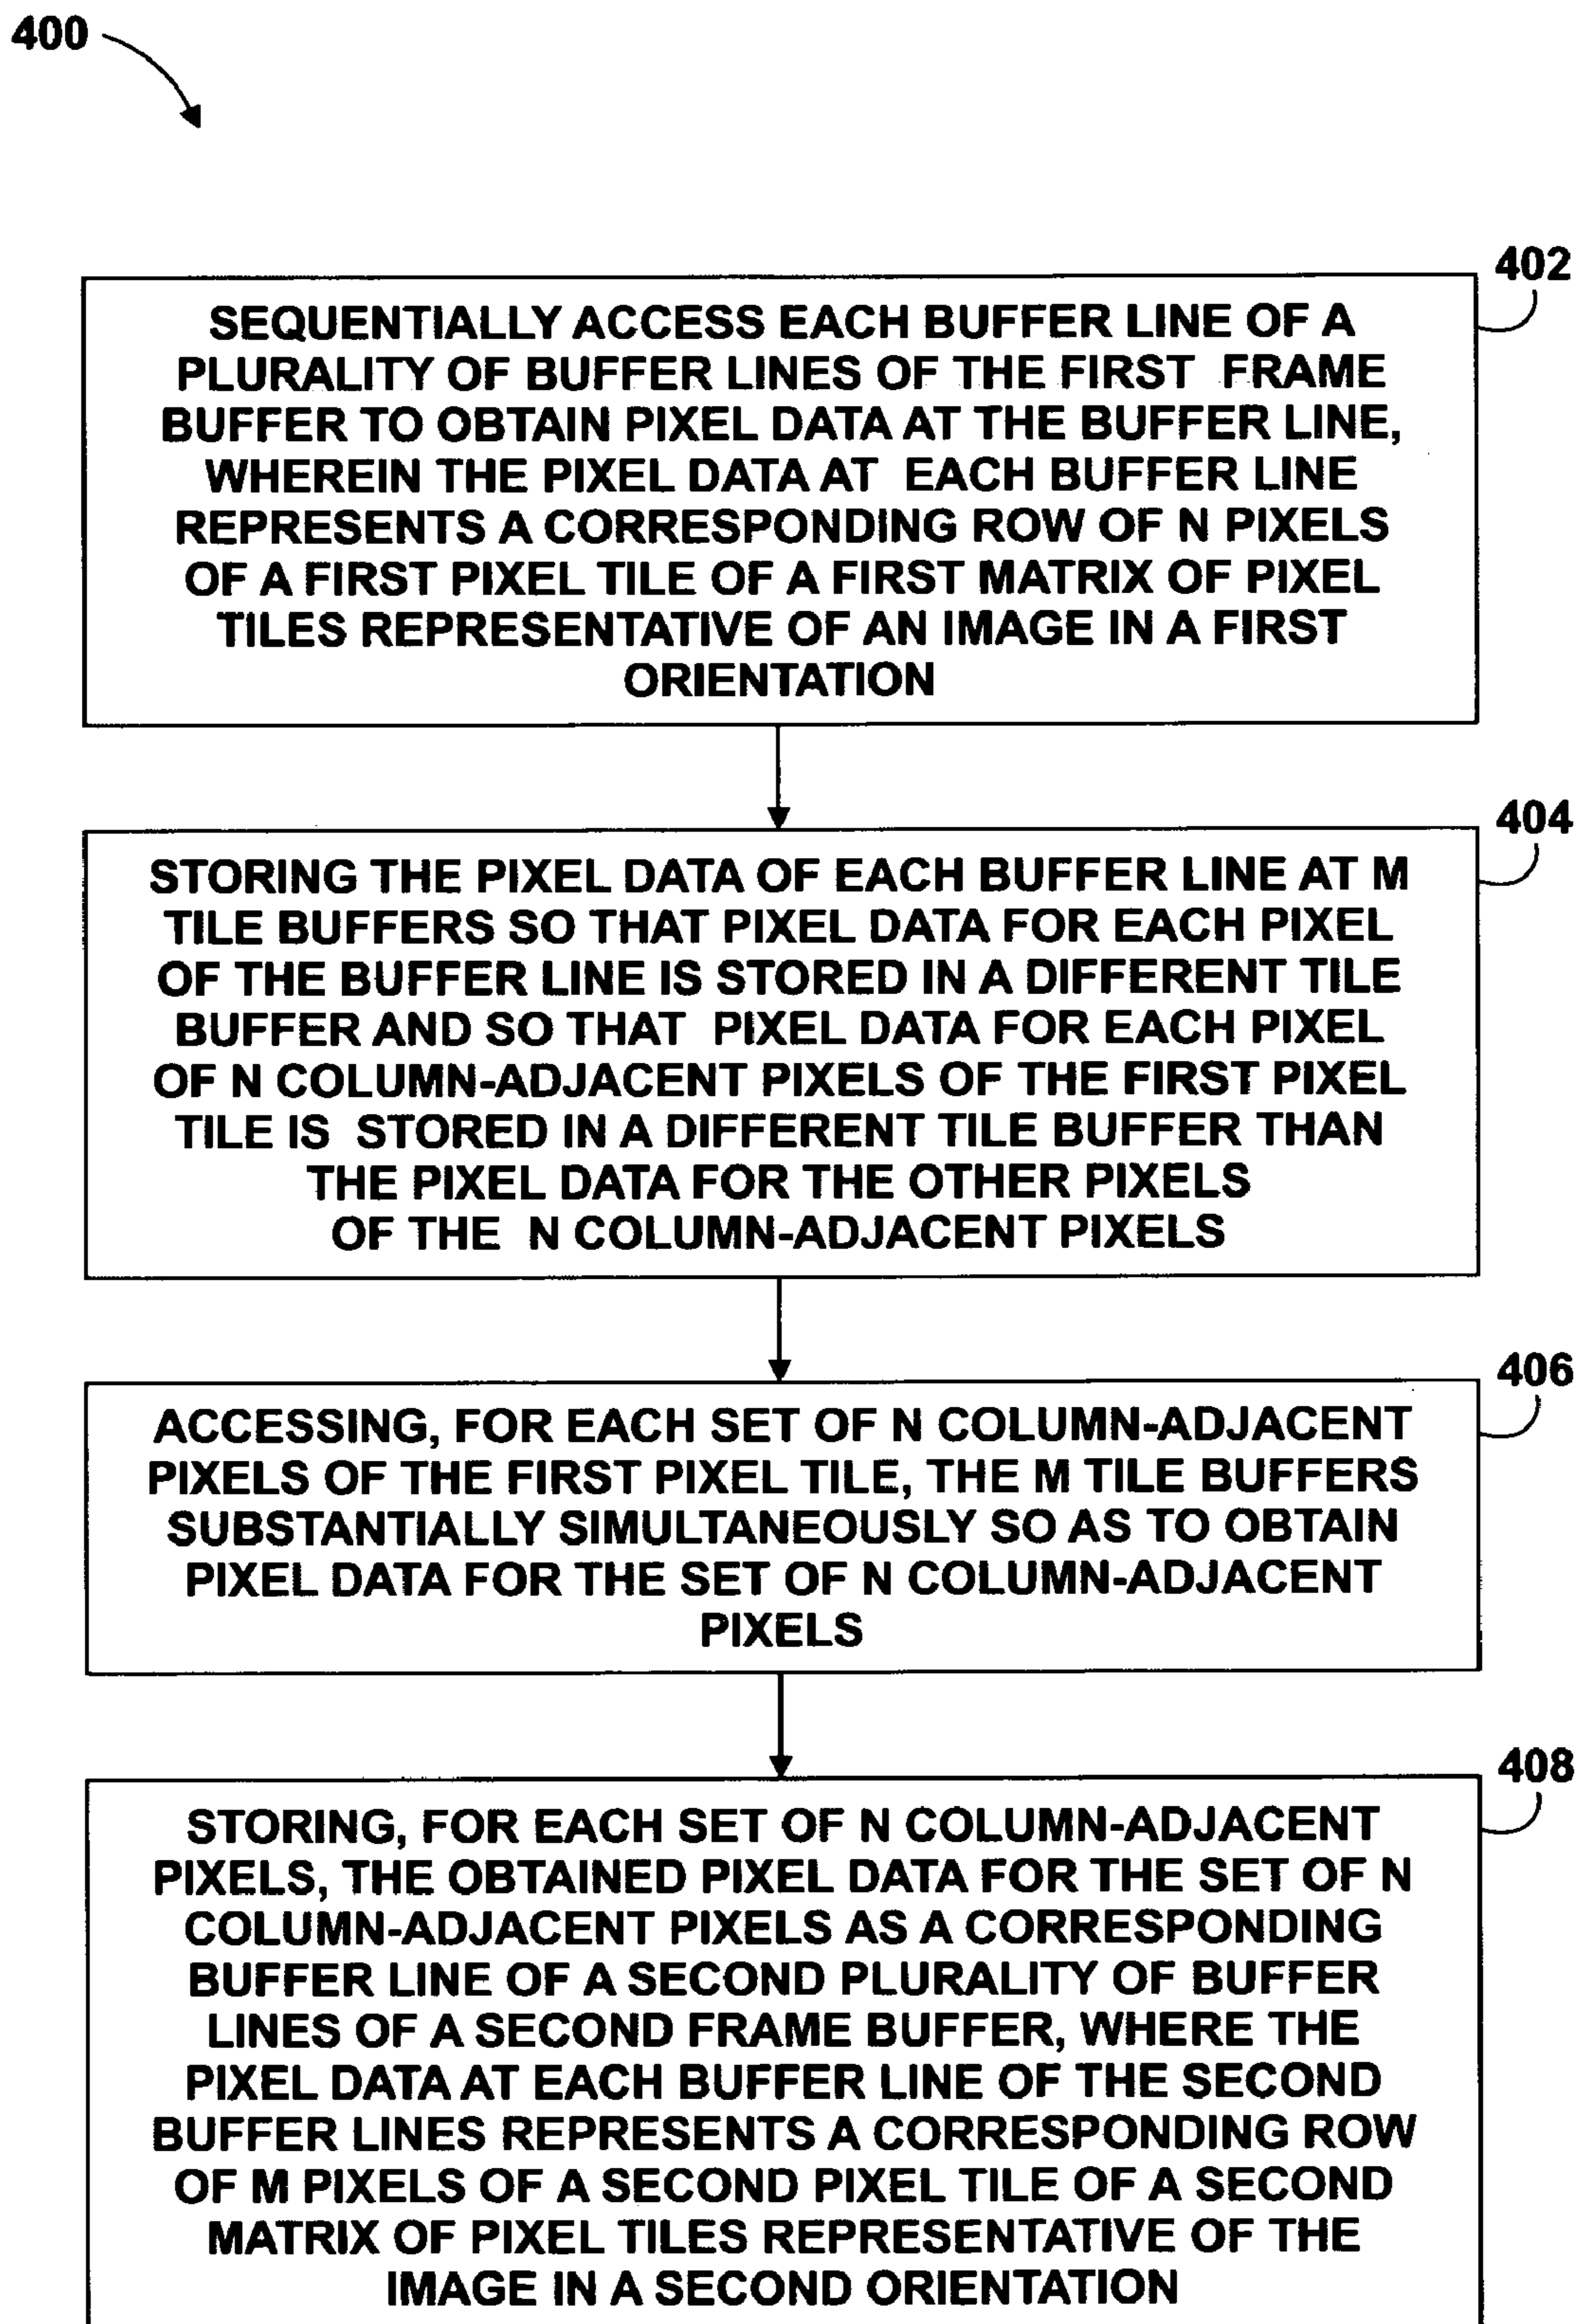 400
402
SEQUENTIALLY ACCESS EACH BUFFER LINE OF A
PLURALITY OF BUFFER LINES OF THE FIRST FRAME
BUFFER TO OBTAIN PIXEL DATA AT THE BUFFER LINE,
WHEREIN THE PIXEL DATA AT EACH BUFFER LINE
REPRESENTS A CORRESPONDING ROW OF N PIXELS
OF A FIRST PIXEL TILE OF A FIRST MATRIX OF PIXEL
TILES REPRESENTATIVE OF AN IMAGE IN A FIRST
ORIENTATION
404
STORING THE PIXEL DATA OF EACH BUFFER LINE AT M
TILE BUFFERS SO THAT PIXEL DATA FOR EACH PIXEL
OF THE BUFFER LINE IS STORED IN A DIFFERENT TILE
BUFFER AND SO THAT PIXEL DATA FOR EACH PIXEL
OF N COLUMN-ADJACENT PIXELS OF THE FIRST PIXEL
TILE IS STORED IN A DIFFERENT TILE BUFFER THAN
THE PIXEL DATA FOR THE OTHER PIXELS
OF THE N COLUMN-ADJACENT PIXELS
406
ACCESSING, FOR EACH SET OF N COLUMN-ADJACENT
PIXELS OF THE FIRST PIXEL TILE, THE M TILE BUFFERS
SUBSTANTIALLY SIMULTANEOUSLY SO AS TO OBTAIN
PIXEL DATA FOR THE SET OF N COLUMN-ADJACENT
PIXELS
408
STORING, FOR EACH SET OF N COLUMN-ADJACENT
PIXELS, THE OBTAINED PIXEL DATA FOR THE SET OF N
COLUMN-ADJACENT PIXELS AS A CORRESPONDING
BUFFER LINE OF A SECOND PLURALITY OF BUFFER
LINES OF A SECOND FRAME BUFFER, WHERE THE
PIXEL DATA AT EACH BUFFER LINE OF THE SECOND
BUFFER LINES REPRESENTS A CORRESPONDING ROW
OF M PIXELS OF A SECOND PIXEL TILE OF A SECOND
MATRIX OF PIXEL TILES REPRESENTATIVE OF THE
IMAGE IN A SECOND ORIENTATION